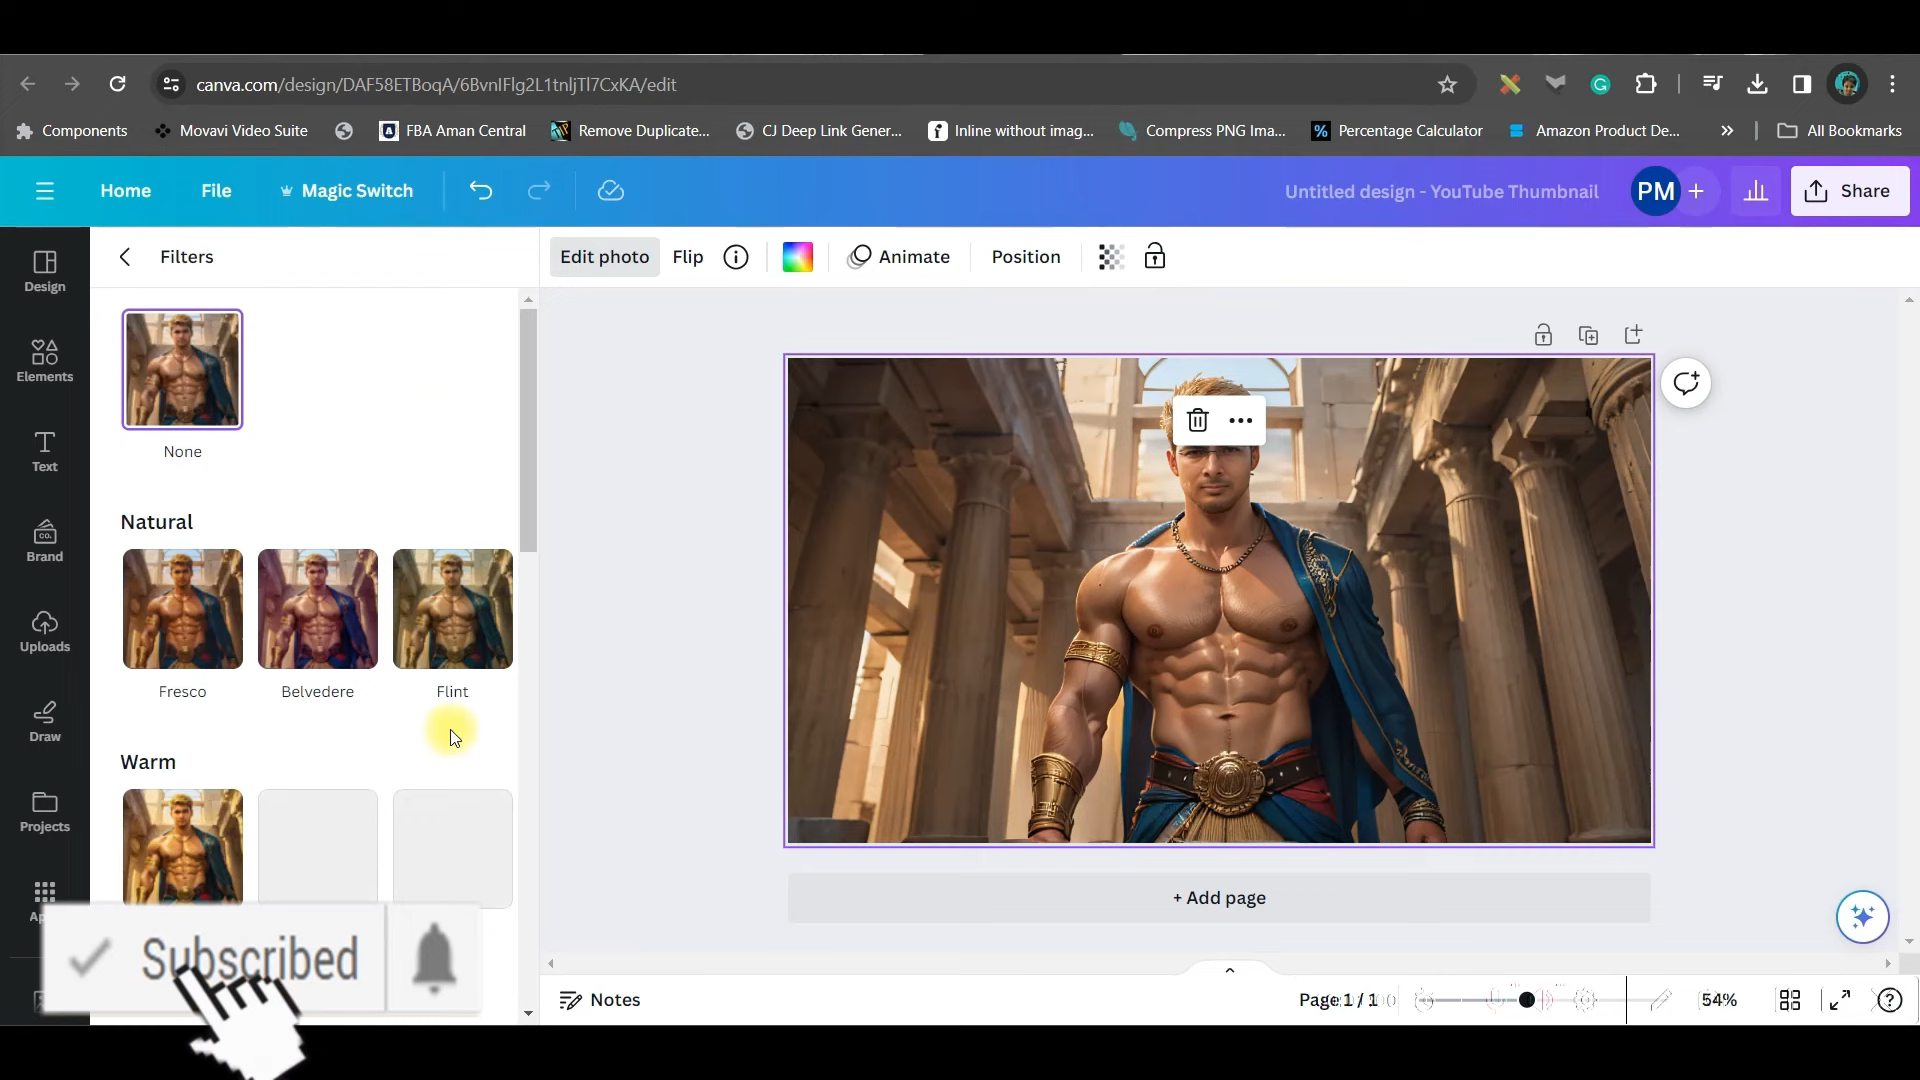 canva.com/design/DAF58ETBoqA/6BvnIFlg2L1tnljTl7CxKA/edit
Components
Movavi Video Suite
FBA Aman Central
Remove Duplicate...
CJ Deep Link Gener...
Inline without imag...
Compress PNG Ima...
Percentage Calculator
Amazon Product De...
All Bookmarks
Home
File
Magic Switch
Untitled design - YouTube Thumbnail
PM
Share
Design
Elements
Text
Brand
Uploads
Draw
Projects
Filters
None
Natural
Fresco
Belvedere
Flint
Warm
Edit photo
Flip
Animate
Position
+ Add page
Subscribed
Notes
Page 1 / 1
54%